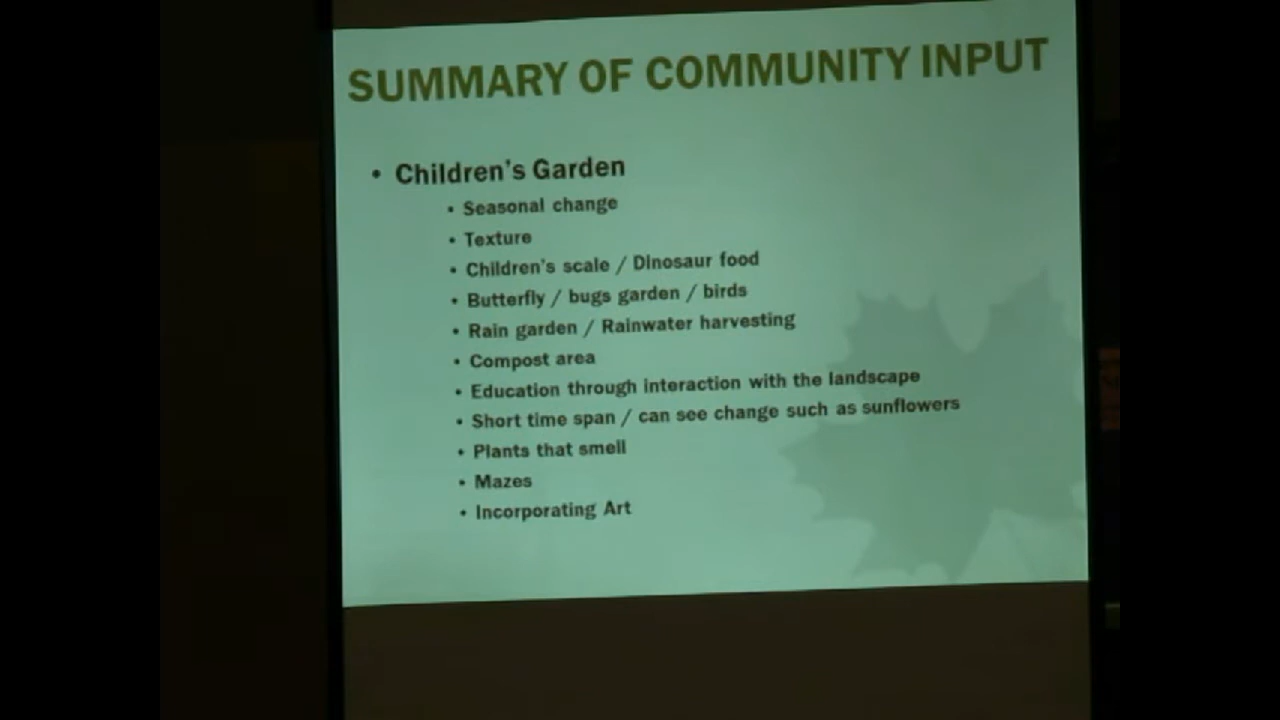 SUMMARY OF COMMUNITY INPUT
• Children's Garden
• Seasonal change
• Texture
• Children's scale / Dinosaur food
• Butterfly / bugs garden / birds
• Rain garden / Rainwater harvesting
• Compost area
• Education through interaction with the landscape
• Short time span / can see change such as sunflowers
• Plants that smell
• Mazes
• Incorporating Art